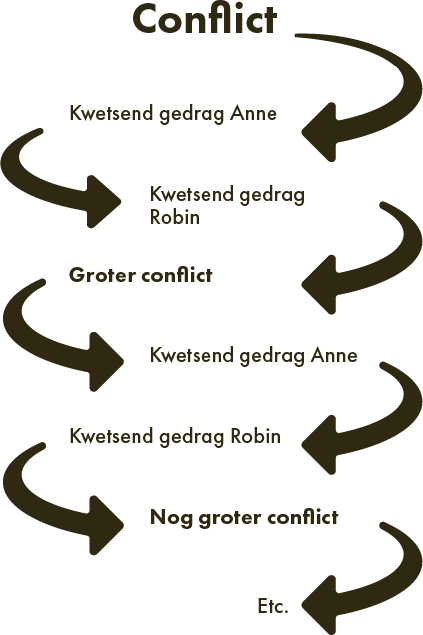 Conflict
Kwetsend gedrag Anne
Kwetsend gedrag
Robin
Groter conflict
Kwetsend gedrag Anne
Kwetsend gedrag Robin
Nog groter conflict
Etc.